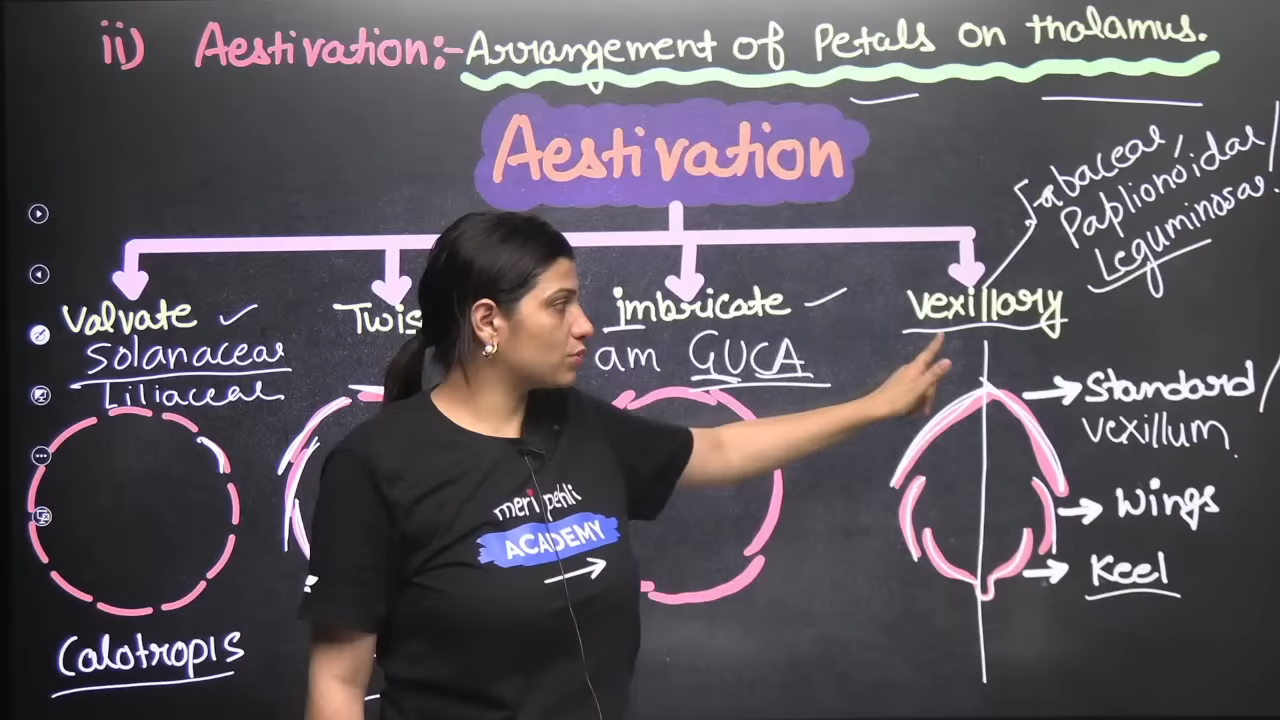 ii) Aestivation:- Arrangement of Petals on thalamus.
Aestivation
Fabaceae,
Paplionoidae
Leguminosae.
Valvate
Solanaceae
Liliaceae
Twis
imbricate
am GUCA
vexillary
Standard
vexillum
Wings
Keel
meri pehli
ACADEMY
Calotropis